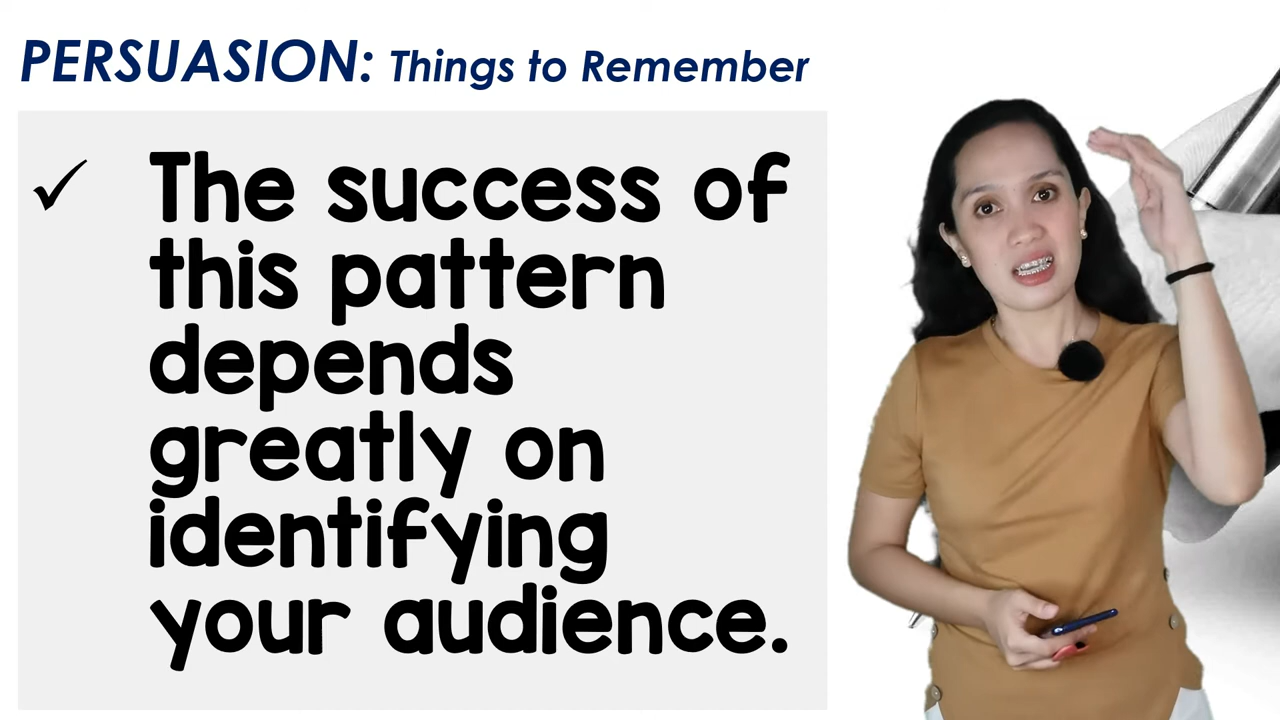 PERSUASION: Things to Remember
✓ The success of
this pattern
depends
greatly on
identifying
your audience.